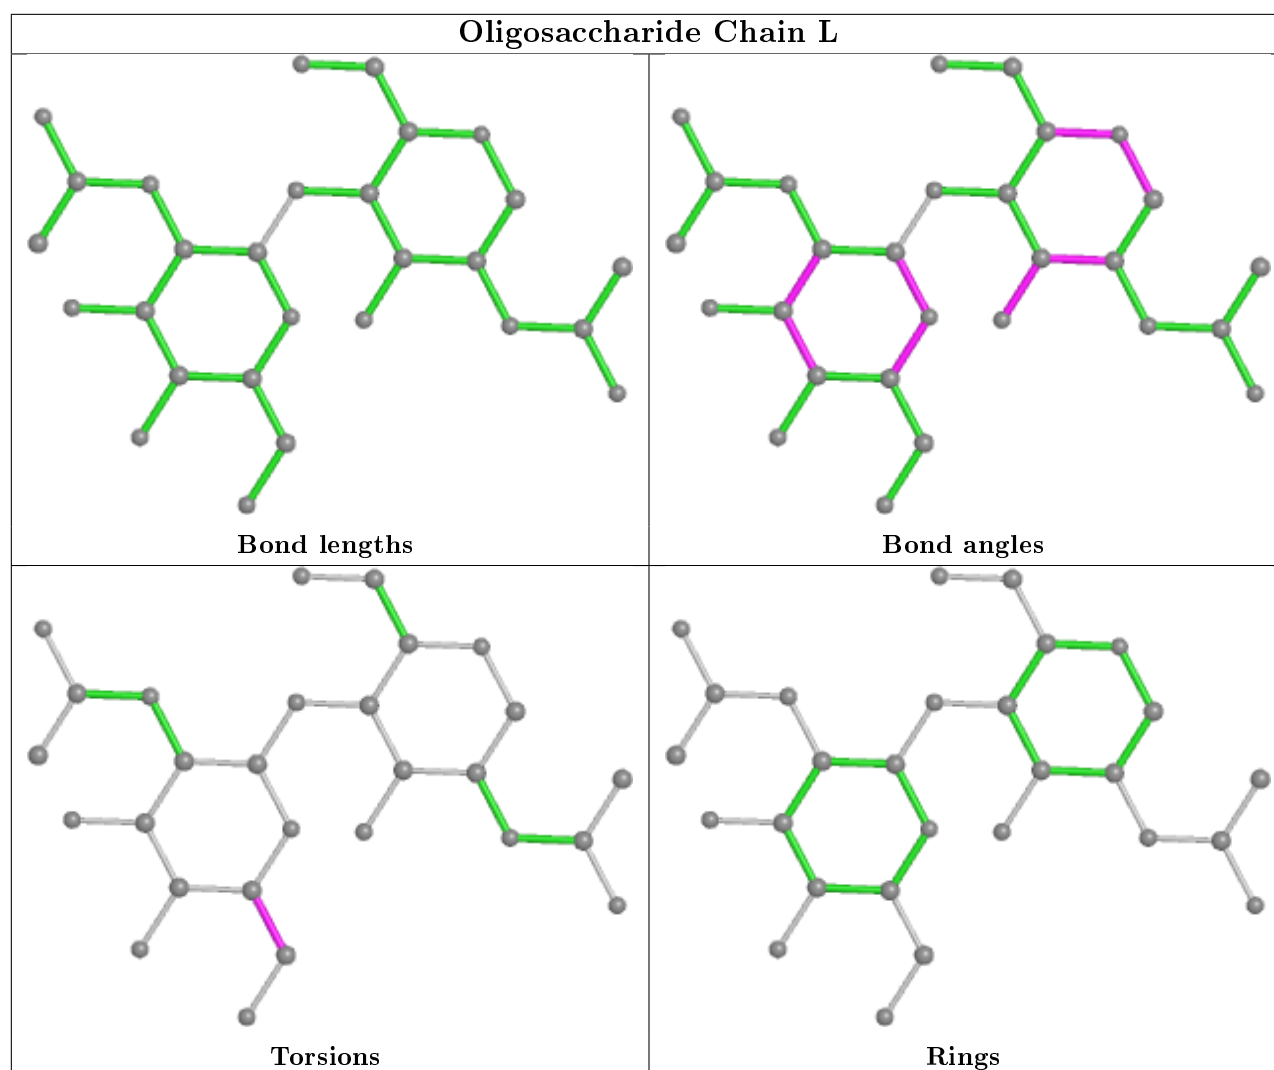 Oligosaccharide Chain L
Bond lengths
Bond angles
Torsions
Rings